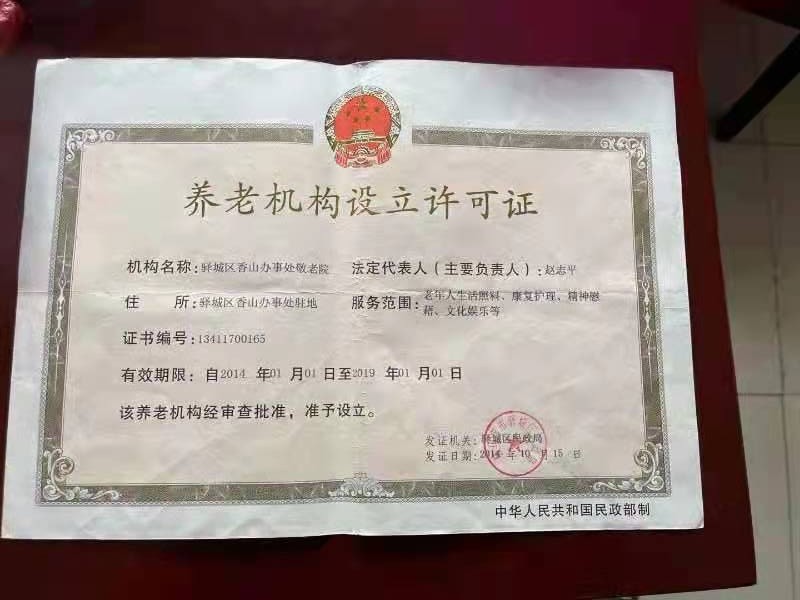 养老机构设立许可证
机构名称：驿城区香山办事处敬老院 法定代表人（主要负责人）：赵志平
住 所：驿城区香山办事处驻地 服务范围：老年人生活照料、康复护理、精神慰
藉、文化娱乐等
证书编号：13411700165
有效期限：自2014 年01 月01 日至2019 年01 月01 日
该养老机构经审查批准，准予设立。
发证机关：驿城区民政局
发证日期：2014 年 10 月 15 日
中华人民共和国民政部制